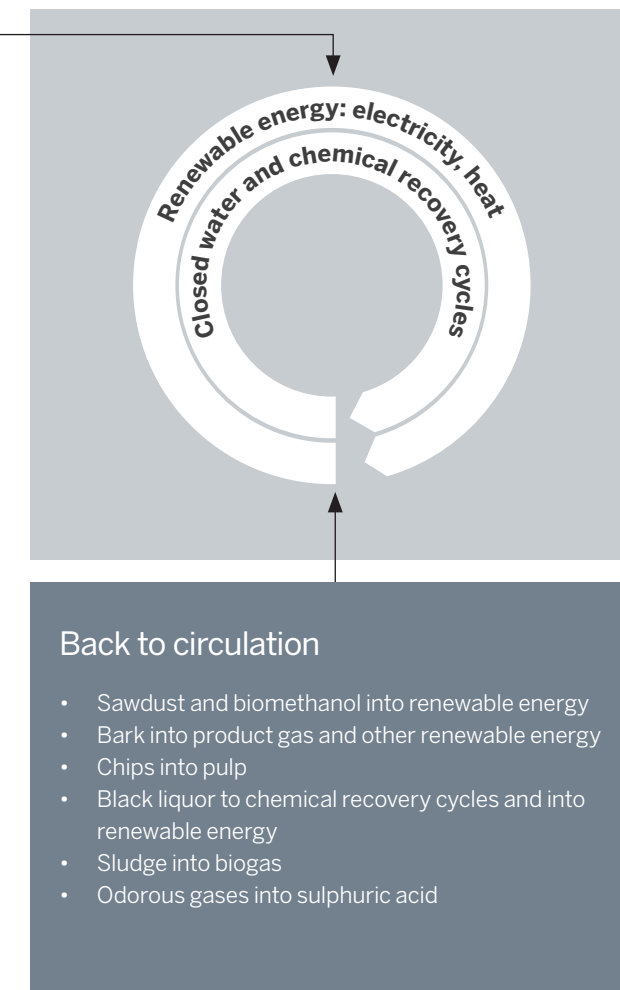 Renewable energy: electricity, heat
Closed water and chemical recovery cycles
Back to circulation
• Sawdust and biomethanol into renewable energy
• Bark into product gas and other renewable energy
• Chips into pulp
• Black liquor to chemical recovery cycles and into
renewable energy
• Sludge into biogas
• Odorous gases into sulphuric acid